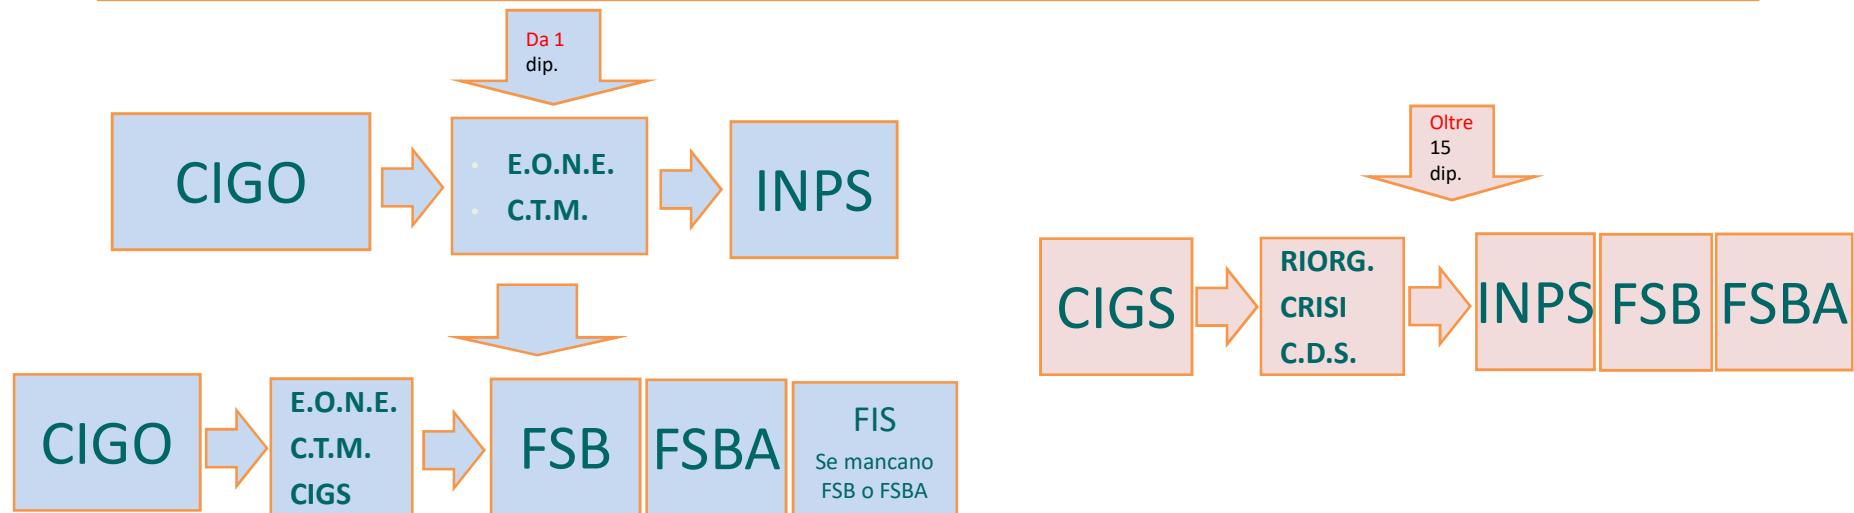 Da 1
dip.
CIGO
E.O.N.E.
C.T.M.
INPS
CIGO
E.O.N.E.
C.T.M.
CIGS
FSB
FSBA
FIS
Se mancano
FSB o FSBA
Oltre
15
dip.
CIGS
RIORG.
CRISI
C.D.S.
INPS
FSB
FSBA